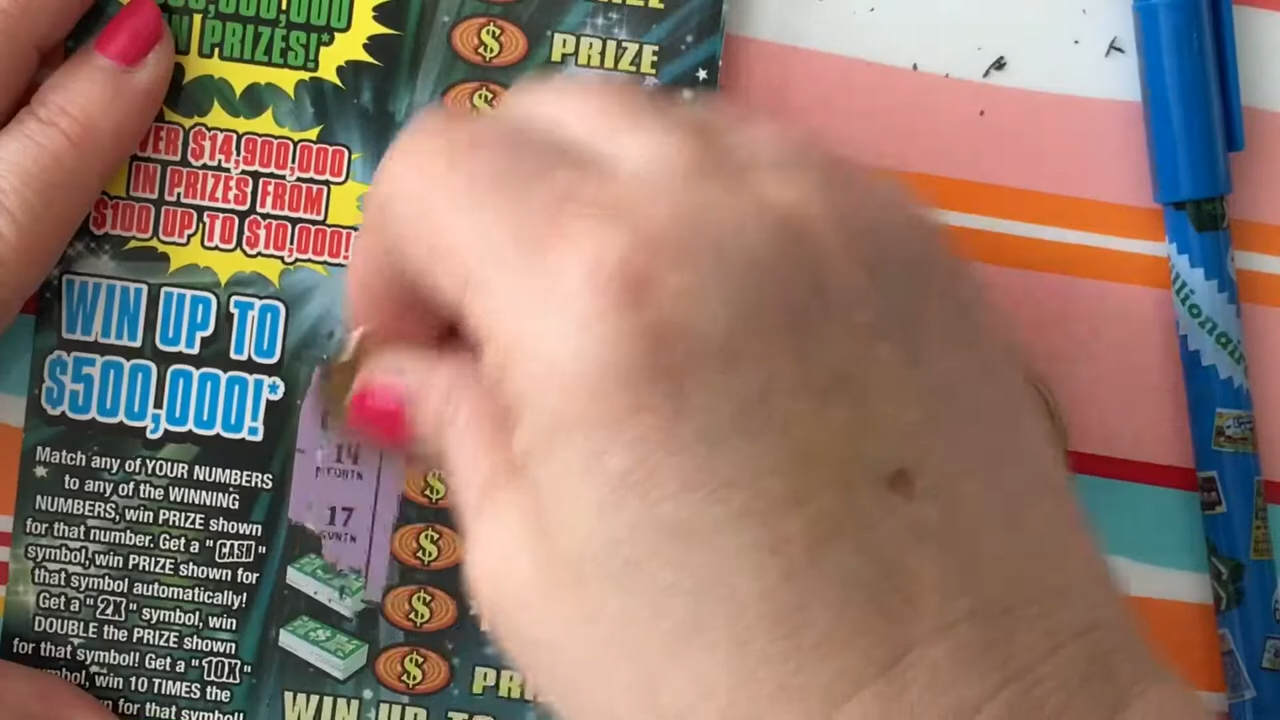 IN PRIZES!*
$14,900,000
IN PRIZES FROM
$100 UP TO $10,000!
WIN UP TO
$500,000!*
Match any of YOUR NUMBERS
to any of the WINNING
NUMBERS, win PRIZE shown
for that number. Get a "CASH"
symbol, win PRIZE shown for
that symbol automatically!
Get a "2X" symbol, win
DOUBLE the PRIZE shown
for that symbol! Get a "10X"
win 10 TIMES the
for that symbol!
PRIZE
14
17
WIN UP TO